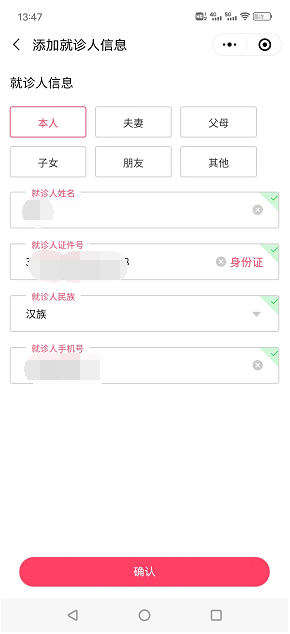 13:47
添加就诊人信息
就诊人信息
本人 夫妻 父母
子女 朋友 其他
就诊人姓名
就诊人证件号
身份证
就诊人民族
汉族
就诊人手机号
确认